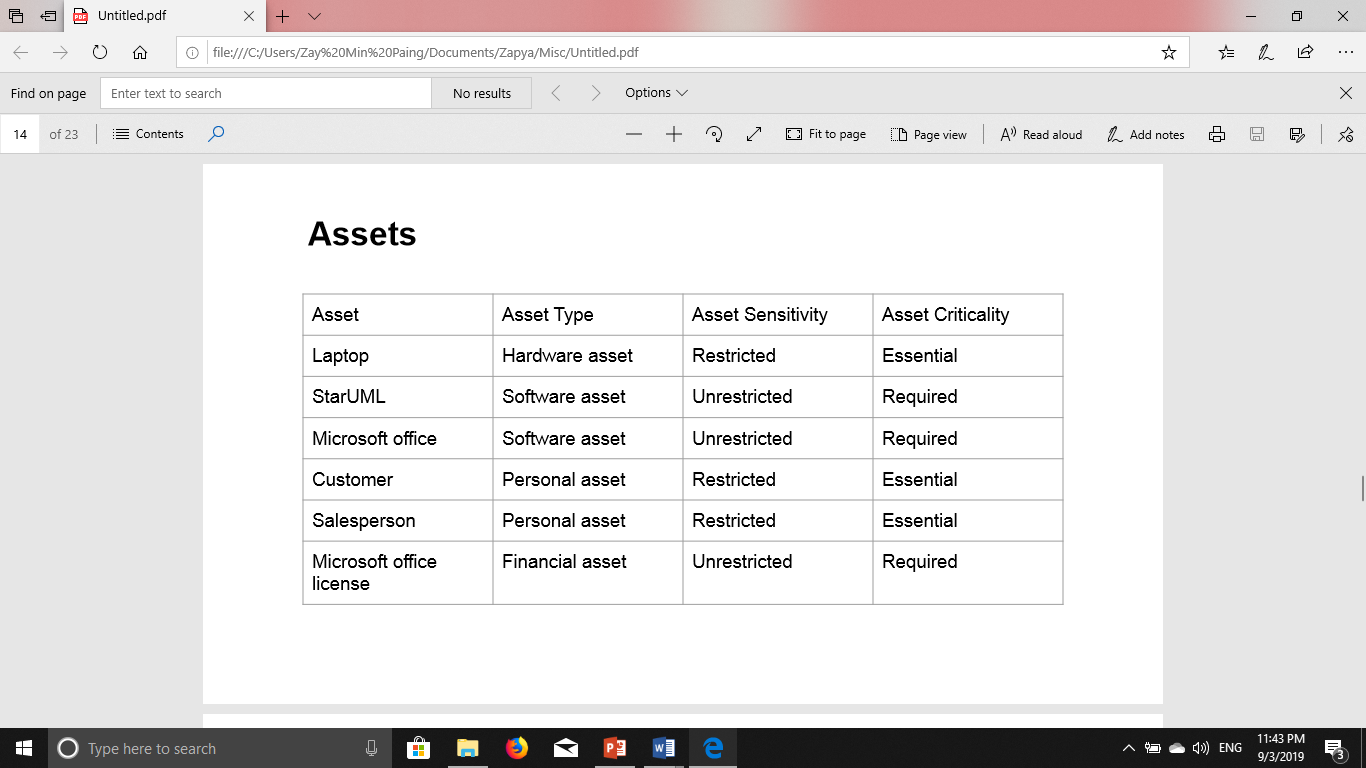 Untitled.pdf
file:///C:/Users/Zay%20Min%20Paing/Documents/Zapya/Misc/Untitled.pdf
Find on page Enter text to search No results Options
14 of 23 Contents Fit to page Page view Read aloud Add notes
Assets
Asset Asset Type Asset Sensitivity Asset Criticality
Laptop Hardware asset Restricted Essential
StarUML Software asset Unrestricted Required
Microsoft office Software asset Unrestricted Required
Customer Personal asset Restricted Essential
Salesperson Personal asset Restricted Essential
Microsoft office Financial asset Unrestricted Required
license
Type here to search
ENG
11:43 PM
9/3/2019
3